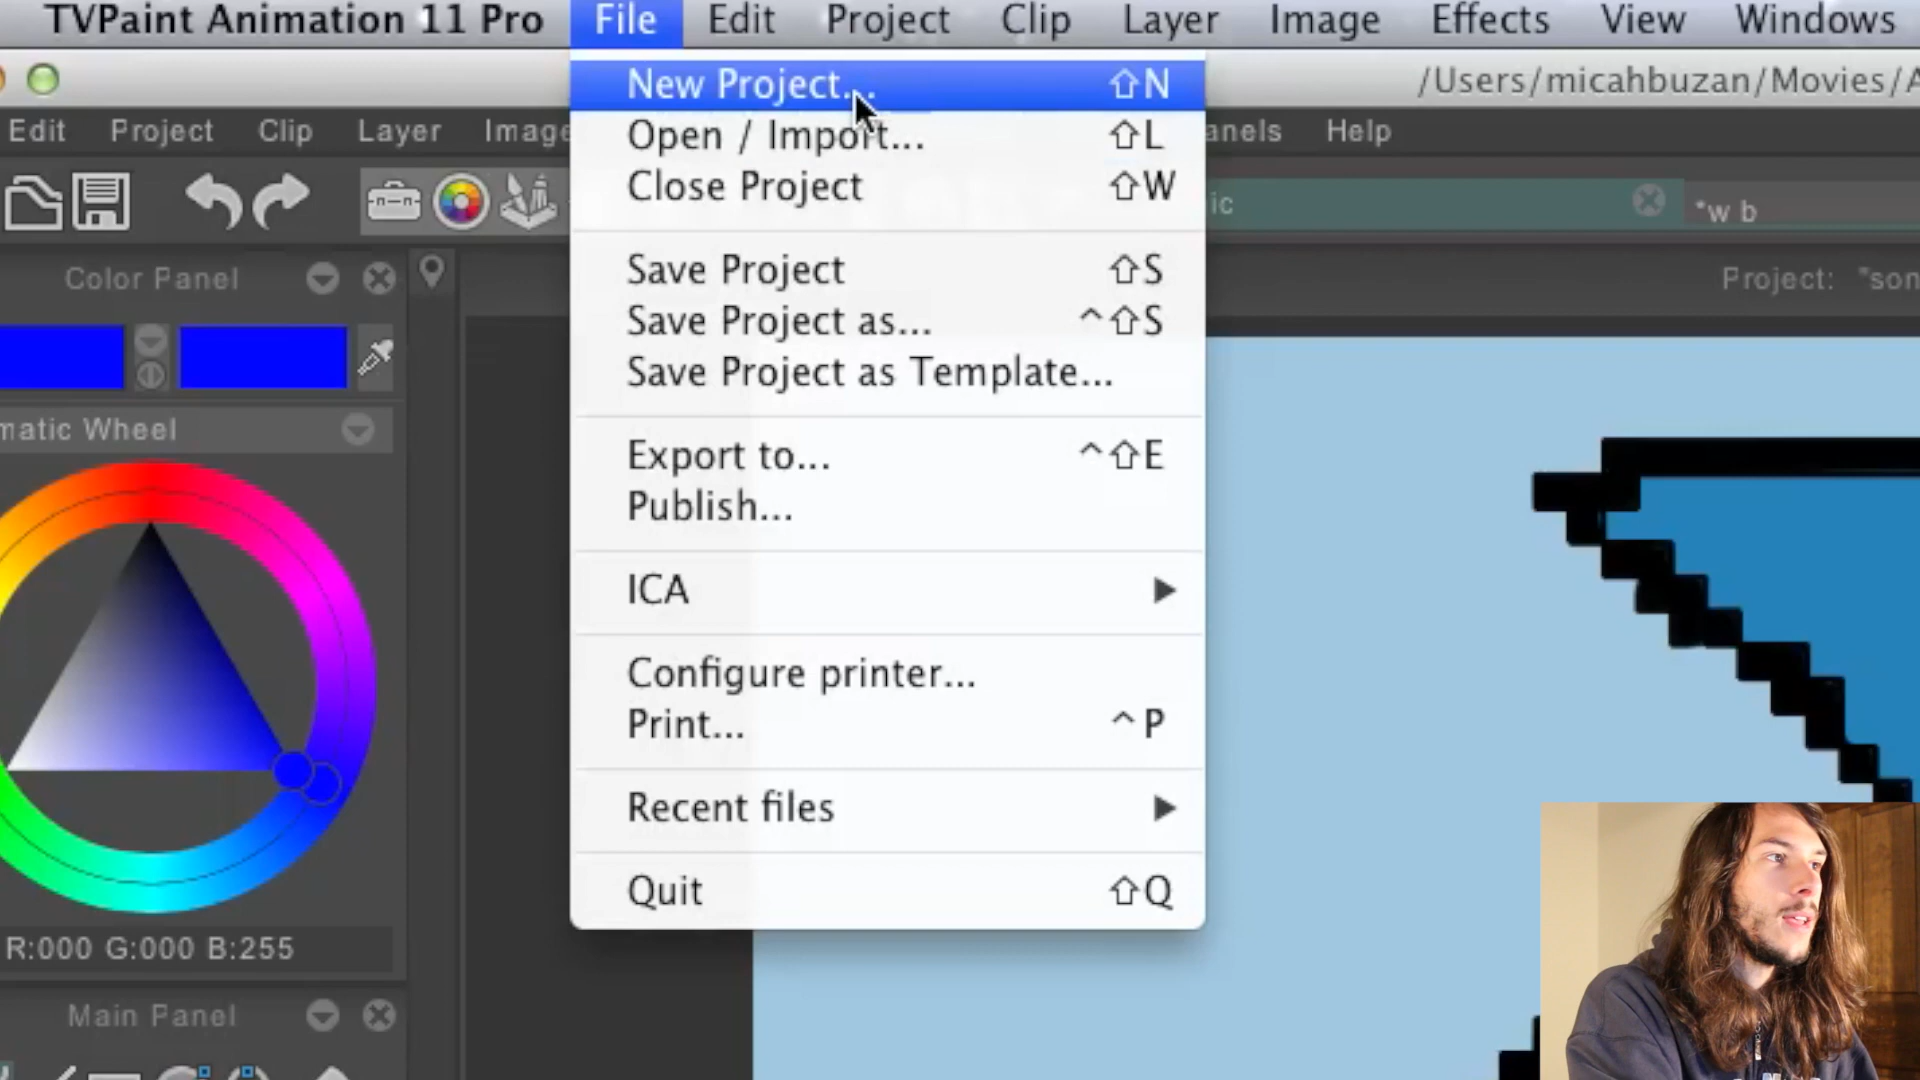 TVPaint Animation 11 Pro File Edit Project Clip Layer Image Effects View Windows
/Users/micahbuzan/Movies/A
Edit Project Clip Layer Imag anels Help
New Project... ⇧N
Open / Import... ⇧L
Close Project ⇧W
ic *w b
Color Panel
Project: "son
Save Project ⇧S
Save Project as... ^⇧S
Save Project as Template...
matic Wheel
Export to... ^⇧E
Publish...
ICA
Configure printer...
Print... ^P
Recent files
Quit ⇧Q
R:000 G:000 B:255
Main Panel